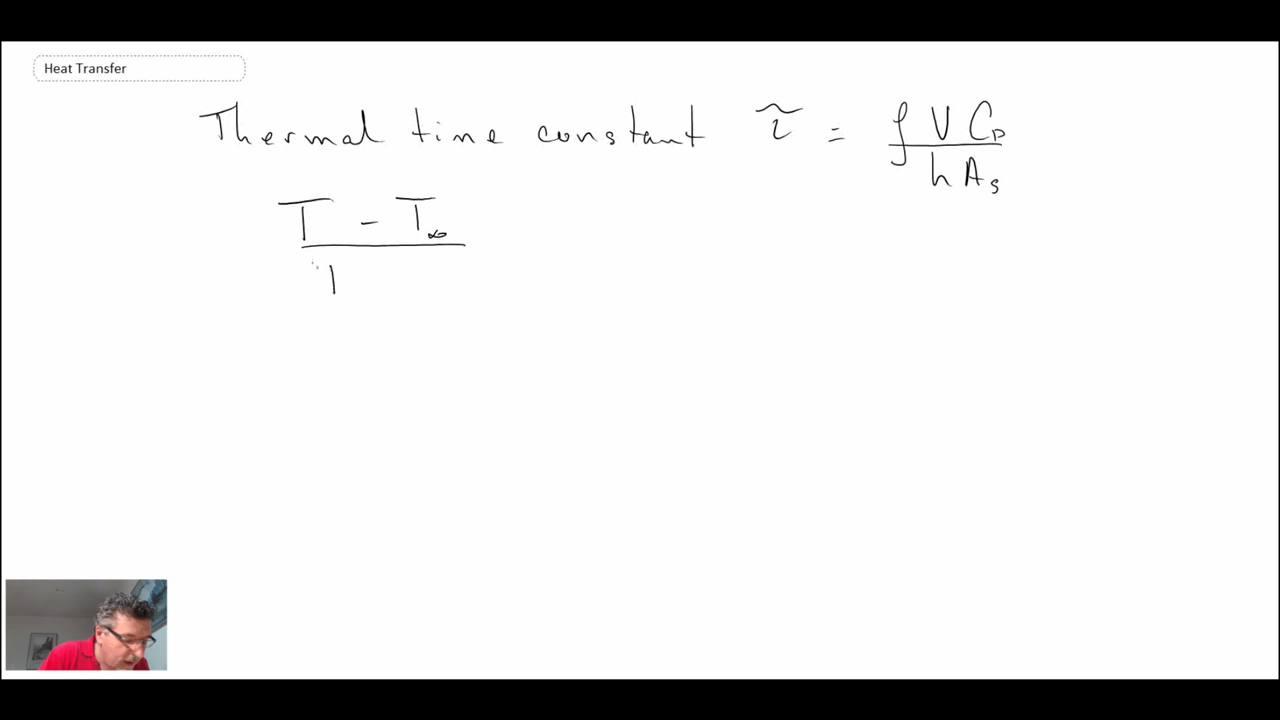 Heat Transfer
Thermal time constant τ̃ = ρ V Cp / h As
T - T∞